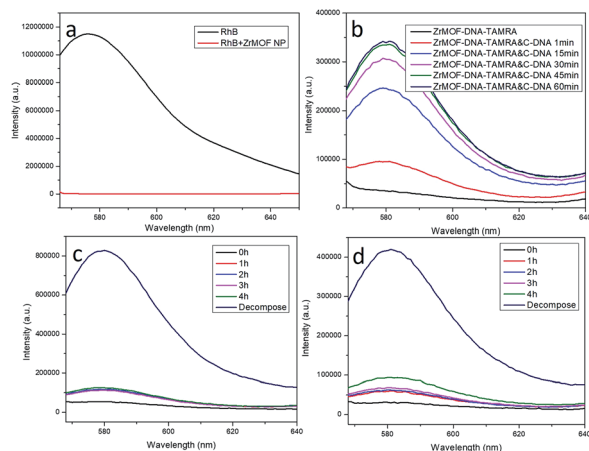 a
RhB
RhB+ZrMOF NP
12000000
10000000
8000000
6000000
4000000
2000000
0
Intensity (a.u.)
580
600
620
640
Wavelength (nm)
b
ZrMOF-DNA-TAMRA
ZrMOF-DNA-TAMRA&C-DNA 1min
ZrMOF-DNA-TAMRA&C-DNA 15min
ZrMOF-DNA-TAMRA&C-DNA 30min
ZrMOF-DNA-TAMRA&C-DNA 45min
ZrMOF-DNA-TAMRA&C-DNA 60min
400000
300000
200000
100000
0
Intensity (a.u.)
580
600
620
640
Wavelength (nm)
c
0h
1h
2h
3h
4h
Decompose
800000
600000
400000
200000
0
Intensity (a.u.)
580
600
620
640
Wavelength (nm)
d
0h
1h
2h
3h
4h
Decompose
400000
300000
200000
100000
0
Intensity (a.u.)
580
600
620
640
Wavelength (nm)